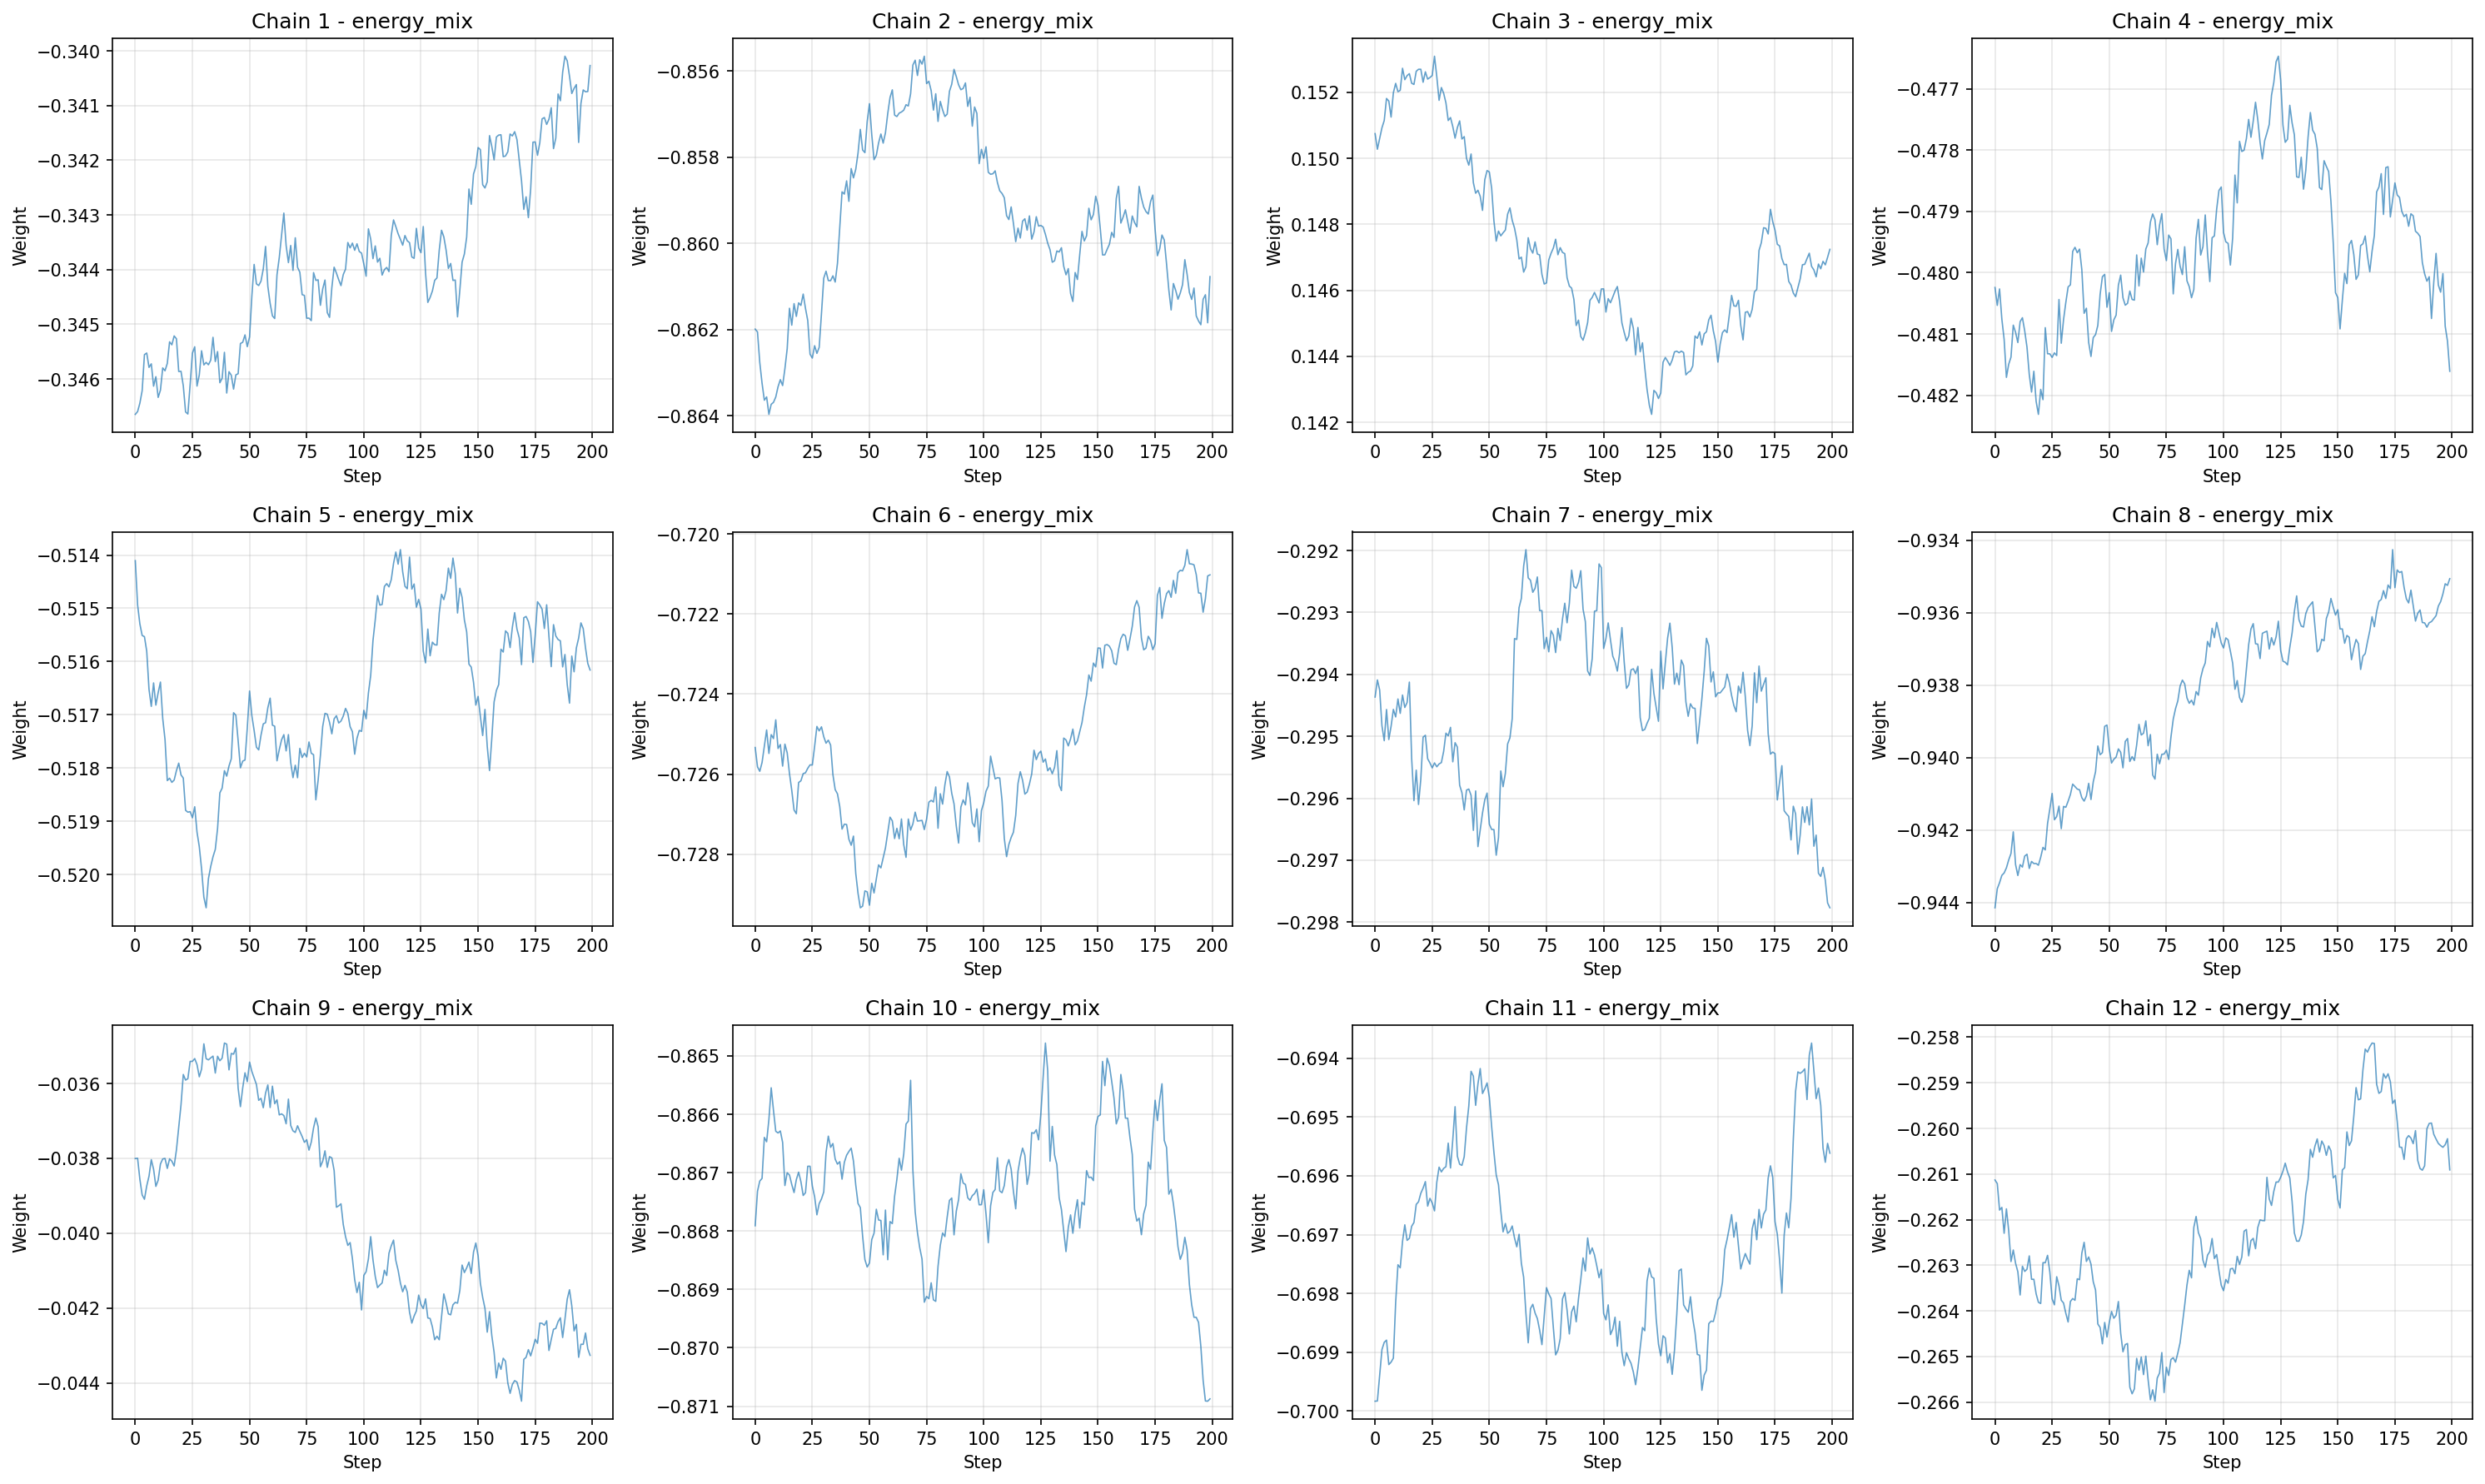 Chain 1 - energy_mix
Weight
−0.340
−0.341
−0.342
−0.343
−0.344
−0.345
−0.346
0 25 50 75 100 125 150 175 200
Step
Chain 2 - energy_mix
Weight
−0.856
−0.858
−0.860
−0.862
−0.864
0 25 50 75 100 125 150 175 200
Step
Chain 3 - energy_mix
Weight
0.152
0.150
0.148
0.146
0.144
0.142
0 25 50 75 100 125 150 175 200
Step
Chain 4 - energy_mix
Weight
−0.477
−0.478
−0.479
−0.480
−0.481
−0.482
0 25 50 75 100 125 150 175 200
Step
Chain 5 - energy_mix
Weight
−0.514
−0.515
−0.516
−0.517
−0.518
−0.519
−0.520
0 25 50 75 100 125 150 175 200
Step
Chain 6 - energy_mix
Weight
−0.720
−0.722
−0.724
−0.726
−0.728
0 25 50 75 100 125 150 175 200
Step
Chain 7 - energy_mix
Weight
−0.292
−0.293
−0.294
−0.295
−0.296
−0.297
−0.298
0 25 50 75 100 125 150 175 200
Step
Chain 8 - energy_mix
Weight
−0.934
−0.936
−0.938
−0.940
−0.942
−0.944
0 25 50 75 100 125 150 175 200
Step
Chain 9 - energy_mix
Weight
−0.036
−0.038
−0.040
−0.042
−0.044
0 25 50 75 100 125 150 175 200
Step
Chain 10 - energy_mix
Weight
−0.865
−0.866
−0.867
−0.868
−0.869
−0.870
−0.871
0 25 50 75 100 125 150 175 200
Step
Chain 11 - energy_mix
Weight
−0.694
−0.695
−0.696
−0.697
−0.698
−0.699
−0.700
0 25 50 75 100 125 150 175 200
Step
Chain 12 - energy_mix
Weight
−0.258
−0.259
−0.260
−0.261
−0.262
−0.263
−0.264
−0.265
−0.266
0 25 50 75 100 125 150 175 200
Step